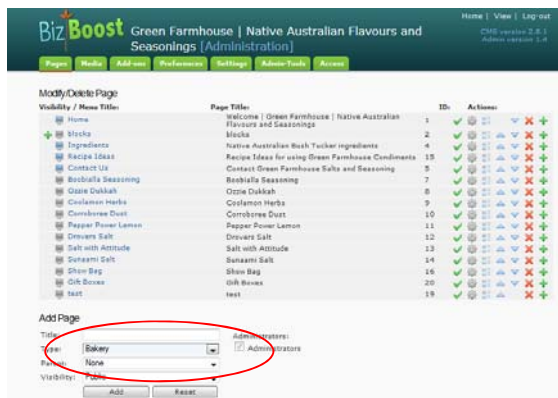 Home | View | Log-out
BizBoost Green Farmhouse | Native Australian Flavours and
Seasonings [Administration]
CMS version 2.8.1
Admin version 1.4
Pages Media Add-ons Preferences Settings Admin-Tools Access
Modify/Delete Page
Visibility / Menu Title: Page Title: ID: Actions:
Home Welcome | Green Farmhouse | Native Australian 1
Flavours and Seasonings
blocks blocks 2
Ingredients Native Australian Bush Tucker ingredients 4
Recipe Ideas Recipe Ideas for using Green Farmhouse Condiments 15
Contact Us Contact Green Farmhouse Salts and Seasoning 5
Boobialla Seasoning Boobialla Seasoning 7
Ozzie Dukkah Ozzie Dukkah 8
Coolamon Herbs Coolamon Herbs 9
Corroboree Dust Corroboree Dust 10
Pepper Power Lemon Pepper Power Lemon 11
Drovers Salt Drovers Salt 12
Salt with Attitude Salt with Attitude 13
Sunaami Salt Sunaami Salt 14
Show Bag Show Bag 16
Gift Boxes Gift Boxes 20
test test 19
Add Page
Title: Administrators:
Type: Bakery Administrators
Parent: None
Visibility: Public
Add Reset